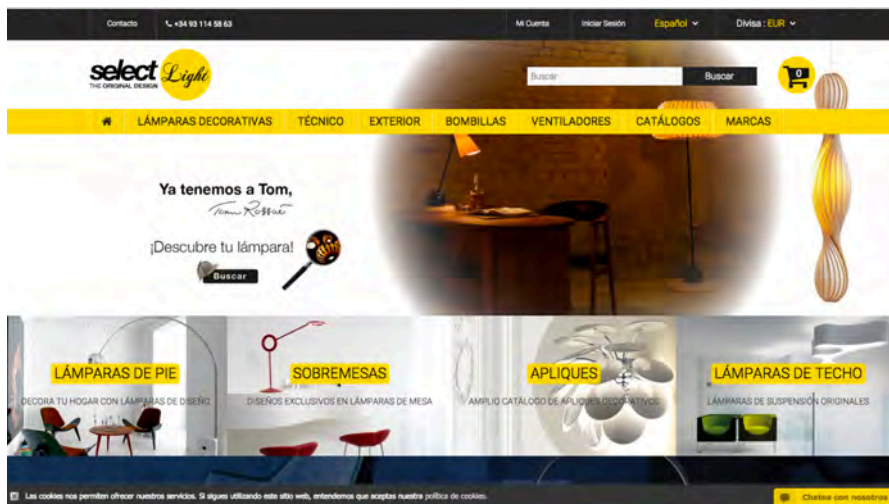 Contacto
+34 93 114 58 63
Mi Cuenta
Iniciar Sesión
Español
Divisa : EUR
select Light
THE ORIGINAL DESIGN
Buscar
Buscar
0
LÁMPARAS DECORATIVAS
TÉCNICO
EXTERIOR
BOMBILLAS
VENTILADORES
CATÁLOGOS
MARCAS
Ya tenemos a Tom,
Tom Rossau
¡Descubre tu lámpara!
Buscar
LÁMPARAS DE PIE
DECORA TU HOGAR CON LÁMPARAS DE DISEÑO
SOBREMESAS
DISEÑOS EXCLUSIVOS EN LÁMPARAS DE MESA
APLIQUES
AMPLIO CATÁLOGO DE APLIQUES DECORATIVOS
LÁMPARAS DE TECHO
LÁMPARAS DE SUSPENSIÓN ORIGINALES
Las cookies nos permiten ofrecer nuestros servicios. Si sigues utilizando este sitio web, entendemos que aceptas nuestra política de cookies.
Chatea con nosotros